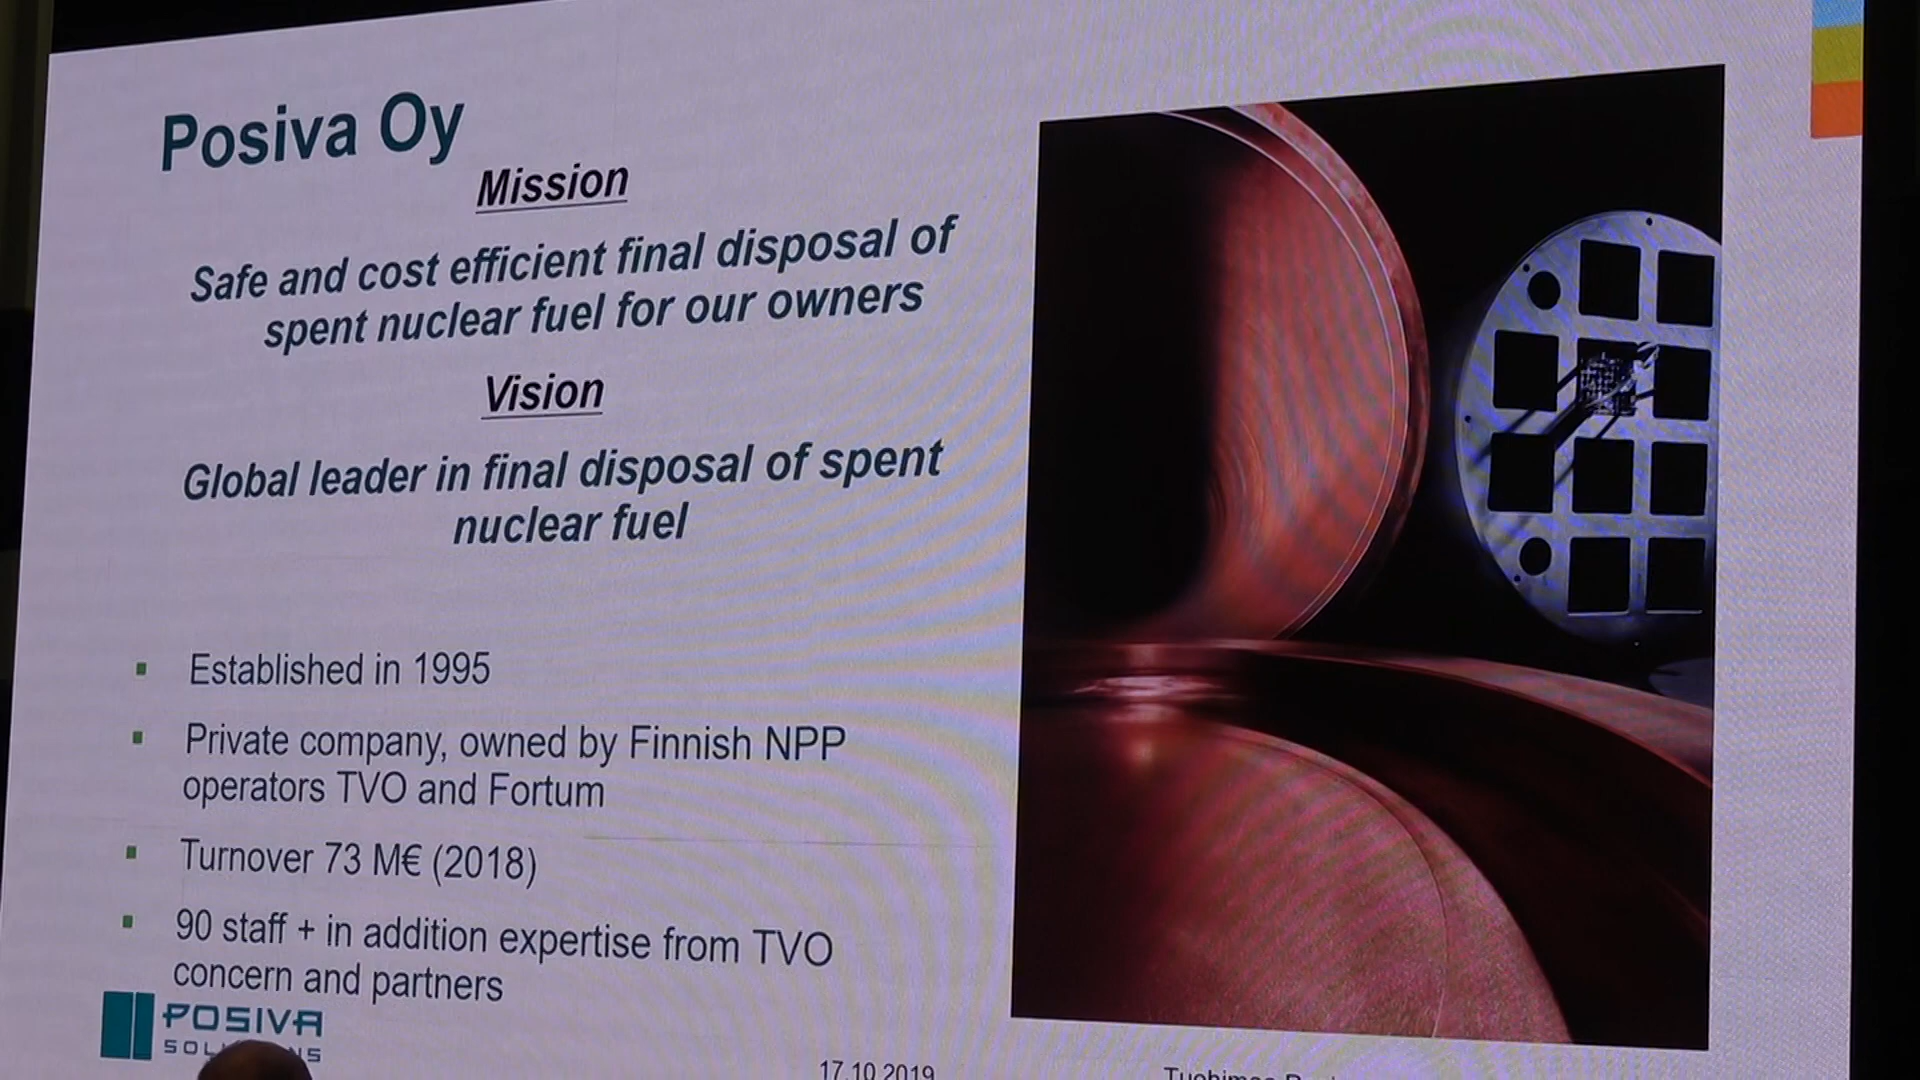 Posiva Oy
Mission
Safe and cost efficient final disposal of
spent nuclear fuel for our owners
Vision
Global leader in final disposal of spent
nuclear fuel
Established in 1995
Private company, owned by Finnish NPP
operators TVO and Fortum
Turnover 73 M€ (2018)
90 staff + in addition expertise from TVO
concern and partners
POSIVA
17.10.2019